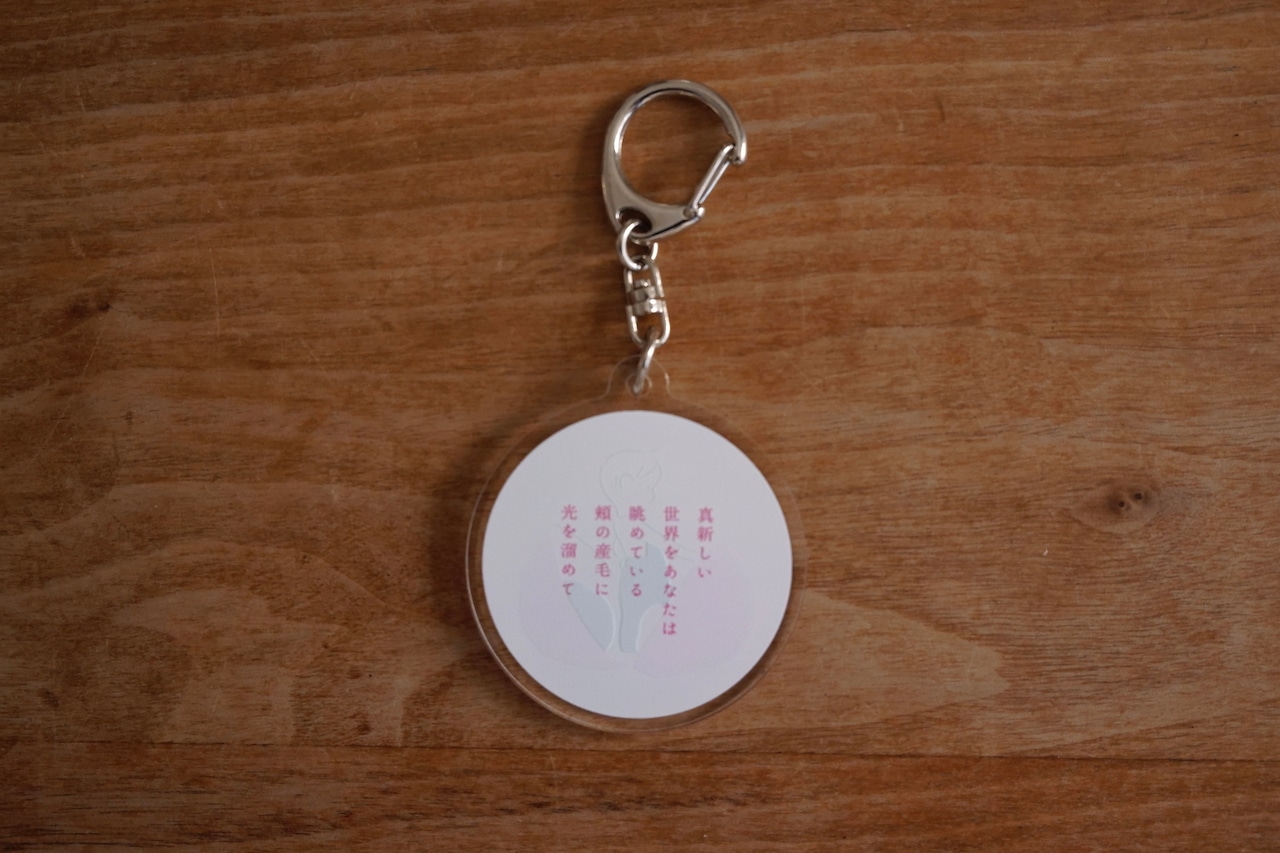 真新しい
世界をあなたは
眺めている
頬の産毛に
光を溜めて